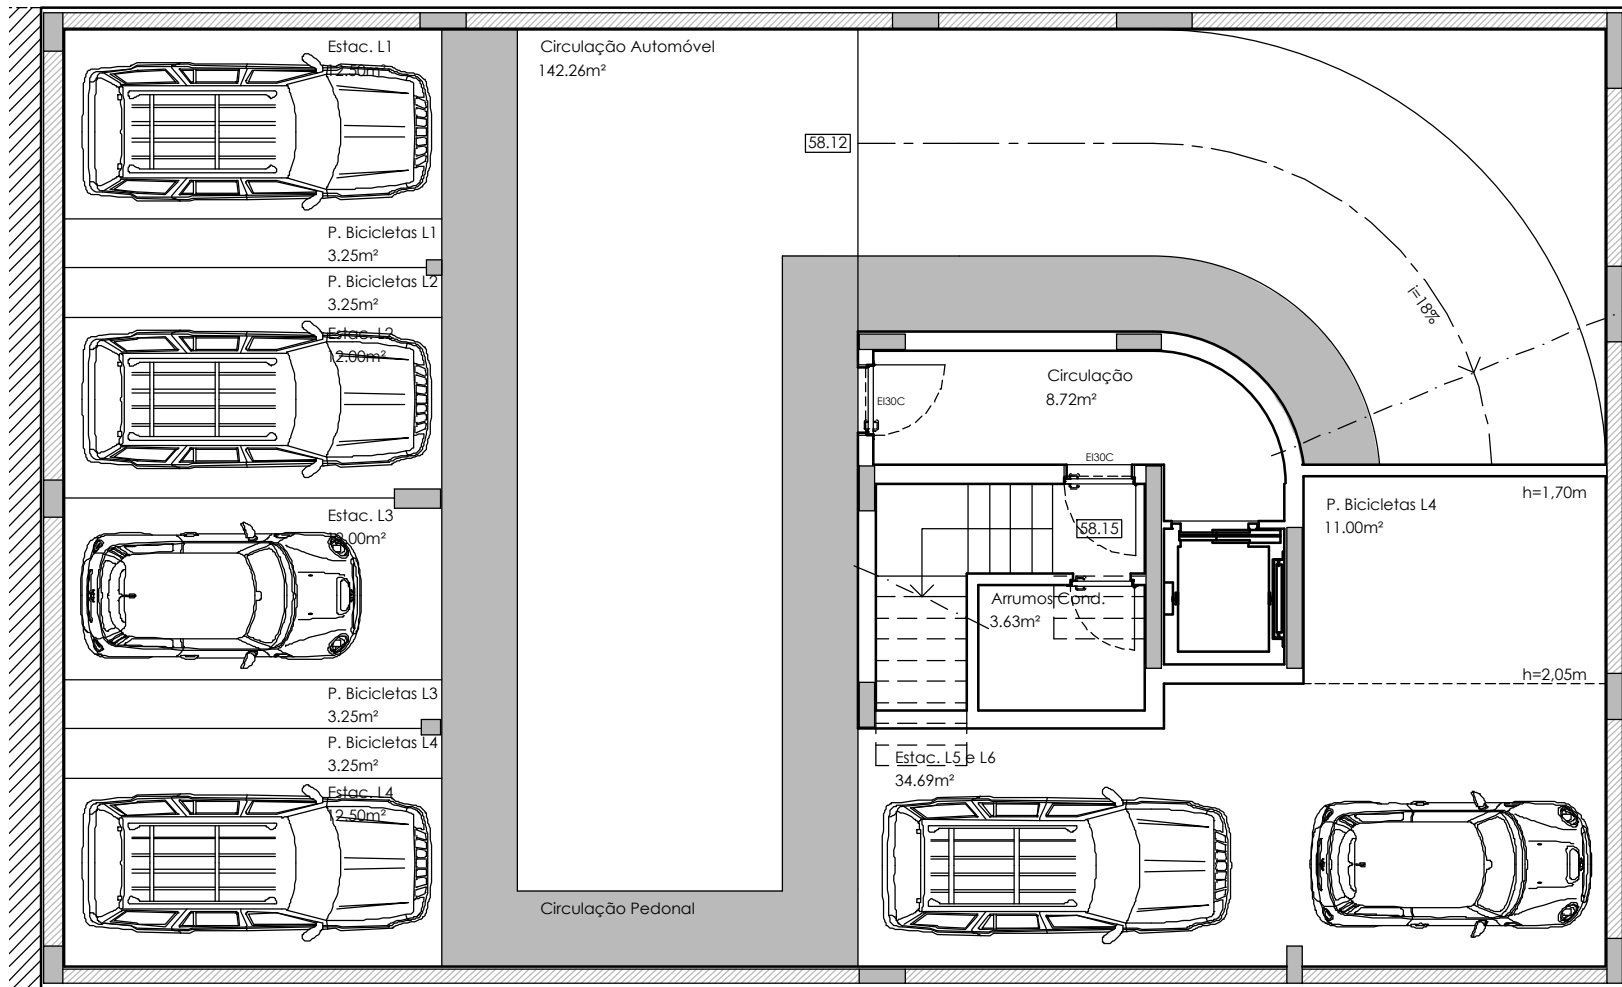 Estac. L1
12.50m²
Circulação Automóvel
142.26m²
58.12
P. Bicicletas L1
3.25m²
P. Bicicletas L2
3.25m²
i=18%
Estac. L2
12.00m²
Circulação
8.72m²
EI30C
EI30C
Estac. L3
12.00m²
58.15
P. Bicicletas L4
11.00m²
h=1,70m
Arrumos Cond.
3.63m²
h=2,05m
P. Bicicletas L3
3.25m²
P. Bicicletas L4
3.25m²
Estac. L4
12.50m²
Estac. L5 e L6
34.69m²
Circulação Pedonal